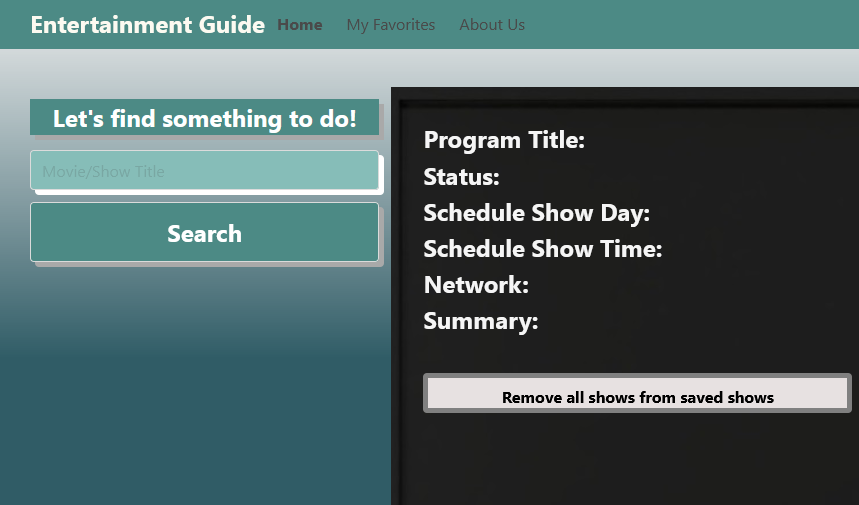 Entertainment Guide Home My Favorites About Us
Let's find something to do!
Movie/Show Title
Search
Program Title:
Status:
Schedule Show Day:
Schedule Show Time:
Network:
Summary:
Remove all shows from saved shows